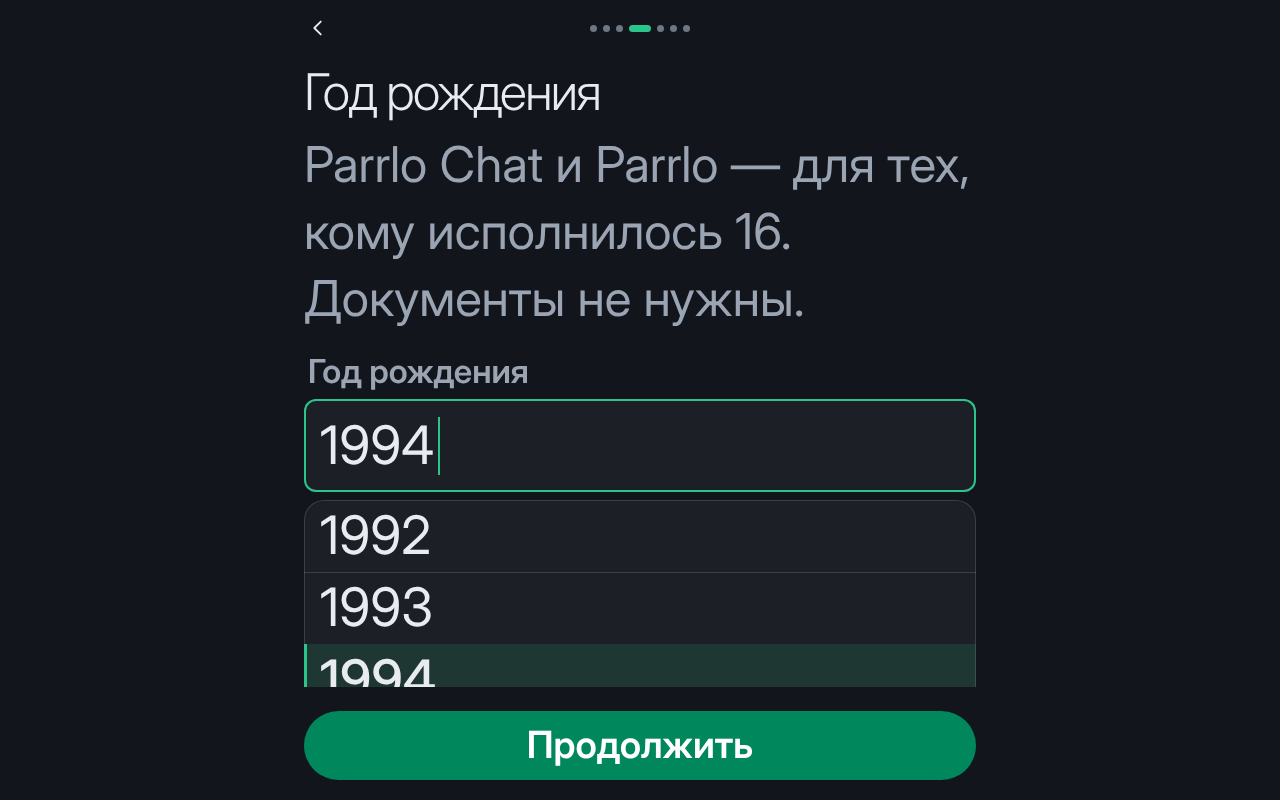 Год рождения
Parrlo Chat и Parrlo — для тех,
кому исполнилось 16.
Документы не нужны.
Год рождения
1994
1992
1993
1994
Продолжить